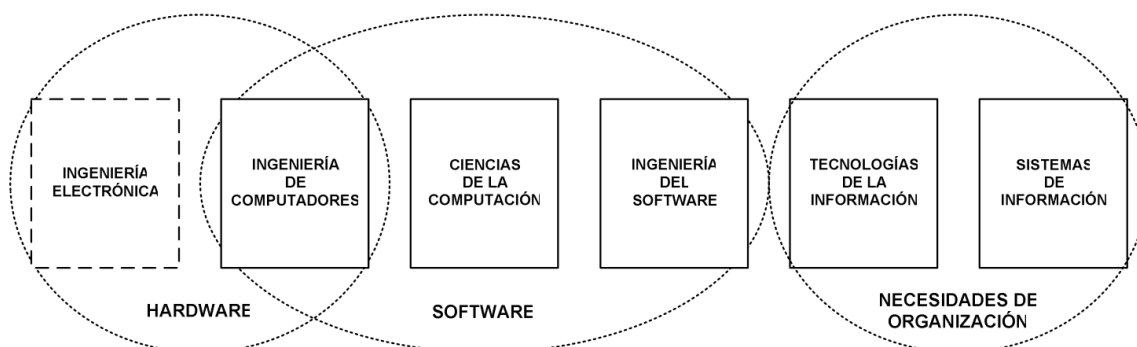 INGENIERÍA
ELECTRÓNICA
INGENIERÍA
DE
COMPUTADORES
CIENCIAS
DE LA
COMPUTACIÓN
INGENIERÍA
DEL
SOFTWARE
TECNOLOGÍAS
DE LA
INFORMACIÓN
SISTEMAS
DE
INFORMACIÓN
HARDWARE
SOFTWARE
NECESIDADES DE
ORGANIZACIÓN